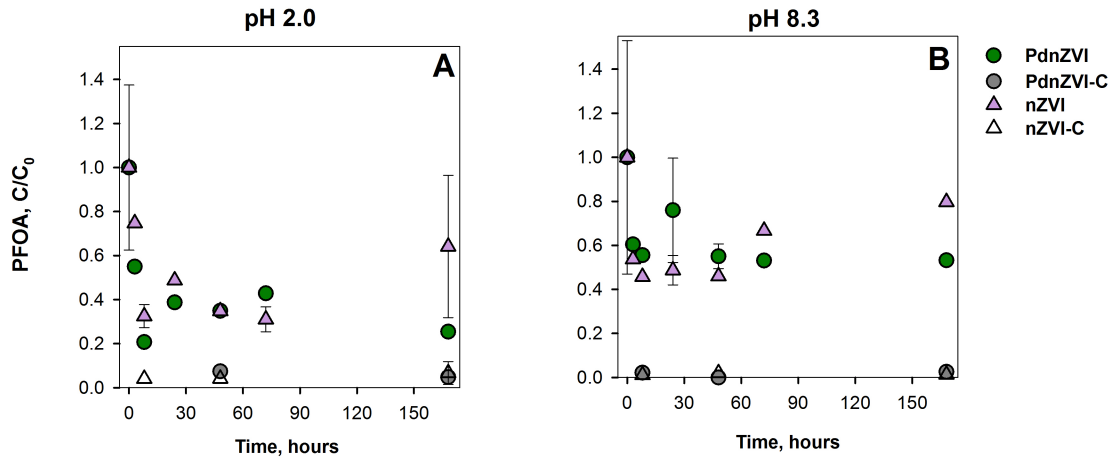 pH 2.0
pH 8.3
A
B
PdnZVI
PdnZVI-C
nZVI
nZVI-C
PFOA, C/C₀
1.4
1.2
1.0
0.8
0.6
0.4
0.2
0.0
0 30 60 90 120 150
Time, hours
1.4
1.2
1.0
0.8
0.6
0.4
0.2
0.0
0 30 60 90 120 150
Time, hours